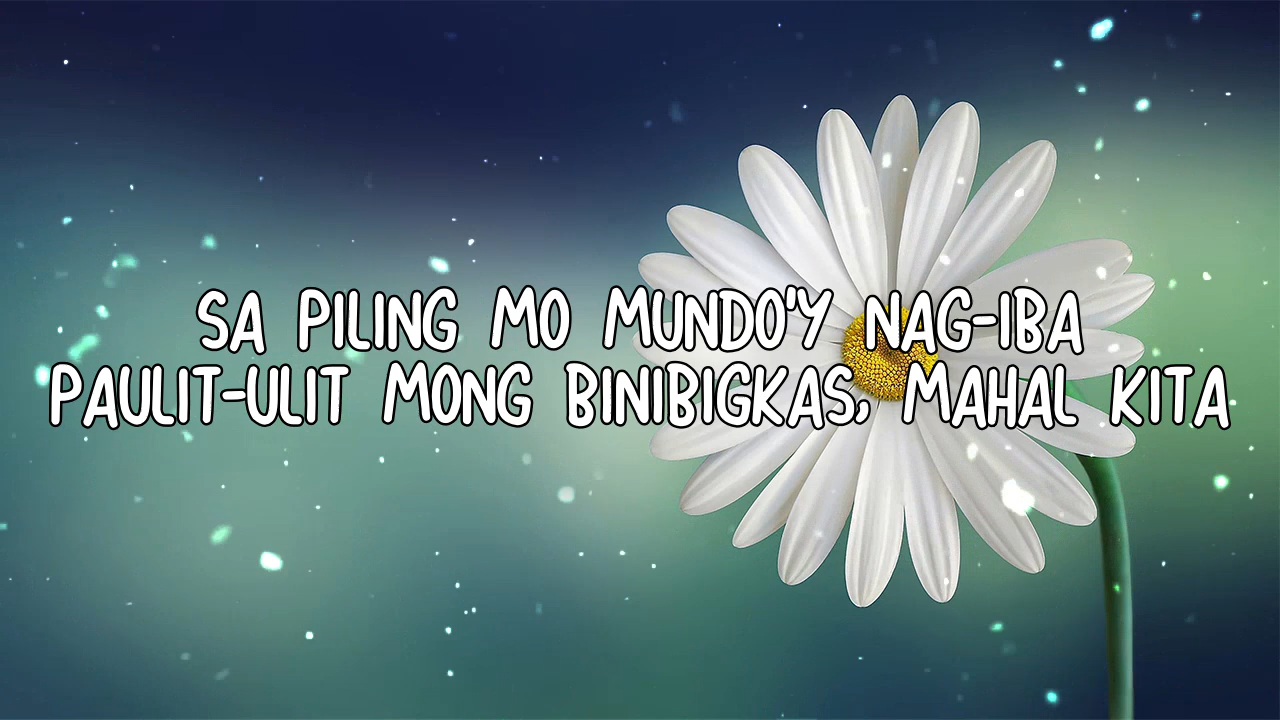 SA PILING MO MUNDO'Y NAG-IBA
PAULIT-ULIT MONG BINIBIGKAS, MAHAL KITA